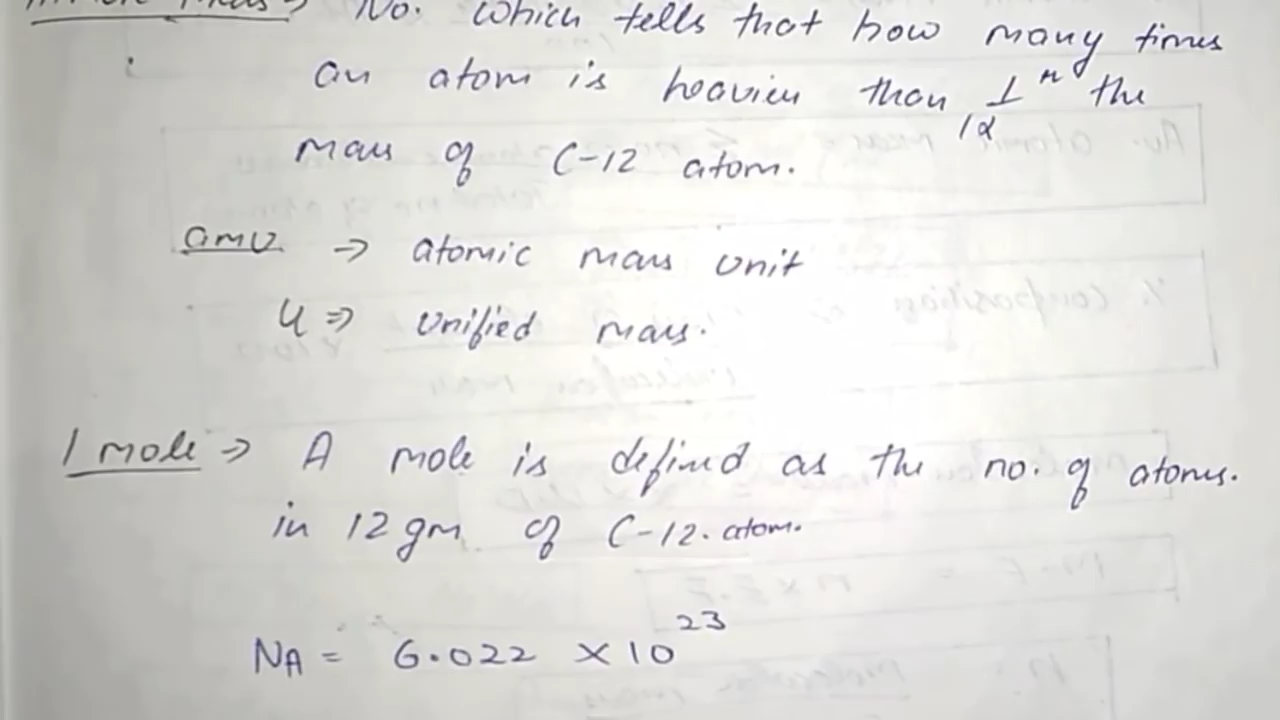 No. which tells that how many times
an atom is heavier than 1/12th the
mass of C-12 atom.
amu → atomic mass unit
u ⇒ Unified mass.
1 mole → A mole is defined as the no. of atoms.
in 12 gm of C-12. atom.
NA = 6.022 × 10^23